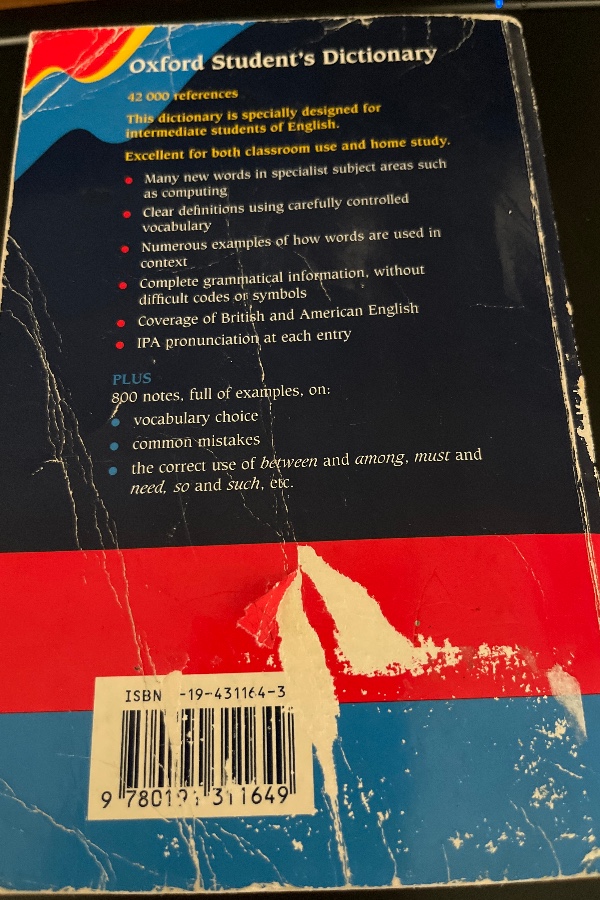 Oxford Student's Dictionary
42 000 references
This dictionary is specially designed for
intermediate students of English.
Excellent for both classroom use and home study.
• Many new words in specialist subject areas such
as computing
• Clear definitions using carefully controlled
vocabulary
• Numerous examples of how words are used in
context
• Complete grammatical information, without
difficult codes or symbols
• Coverage of British and American English
• IPA pronunciation at each entry
PLUS
800 notes, full of examples, on:
• vocabulary choice
• common mistakes
• the correct use of between and among, must and
need, so and such, etc.
ISBN -19-431164-3
9 780194 311649